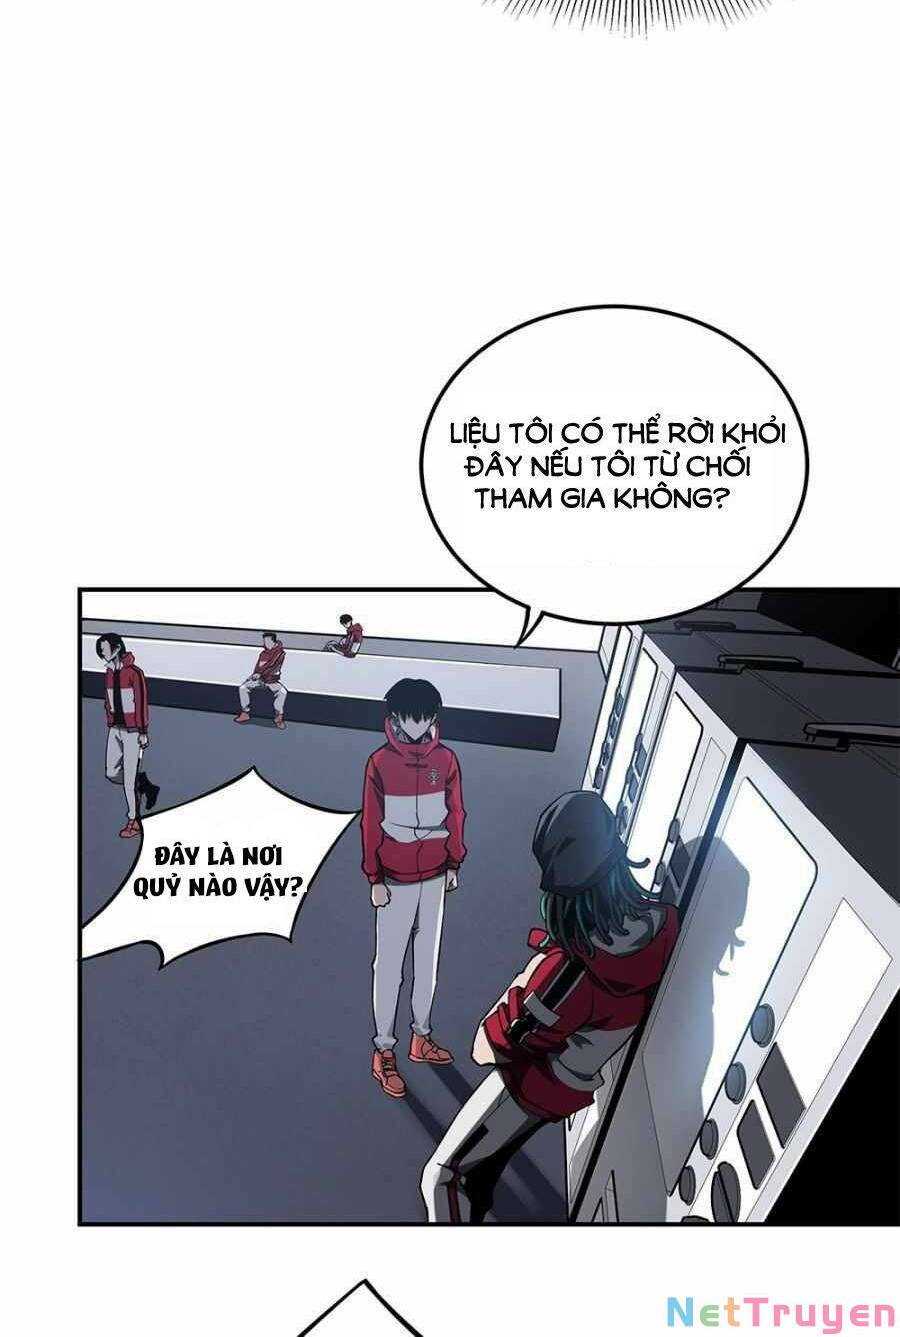 LIỆU TÔI CÓ THỂ RỜI KHỎI
ĐÂY NẾU TÔI TỪ CHỐI
THAM GIA KHÔNG?
ĐÂY LÀ NƠI
QUỶ NÀO VẬY?
NetTruyen